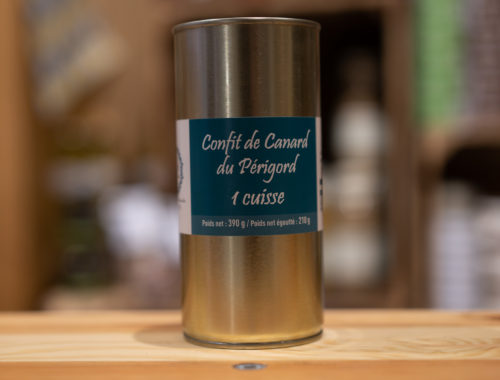 Confit de Canard
du Périgord
1 cuisse
Poids net : 390 g / Poids net égoutté : 210 g